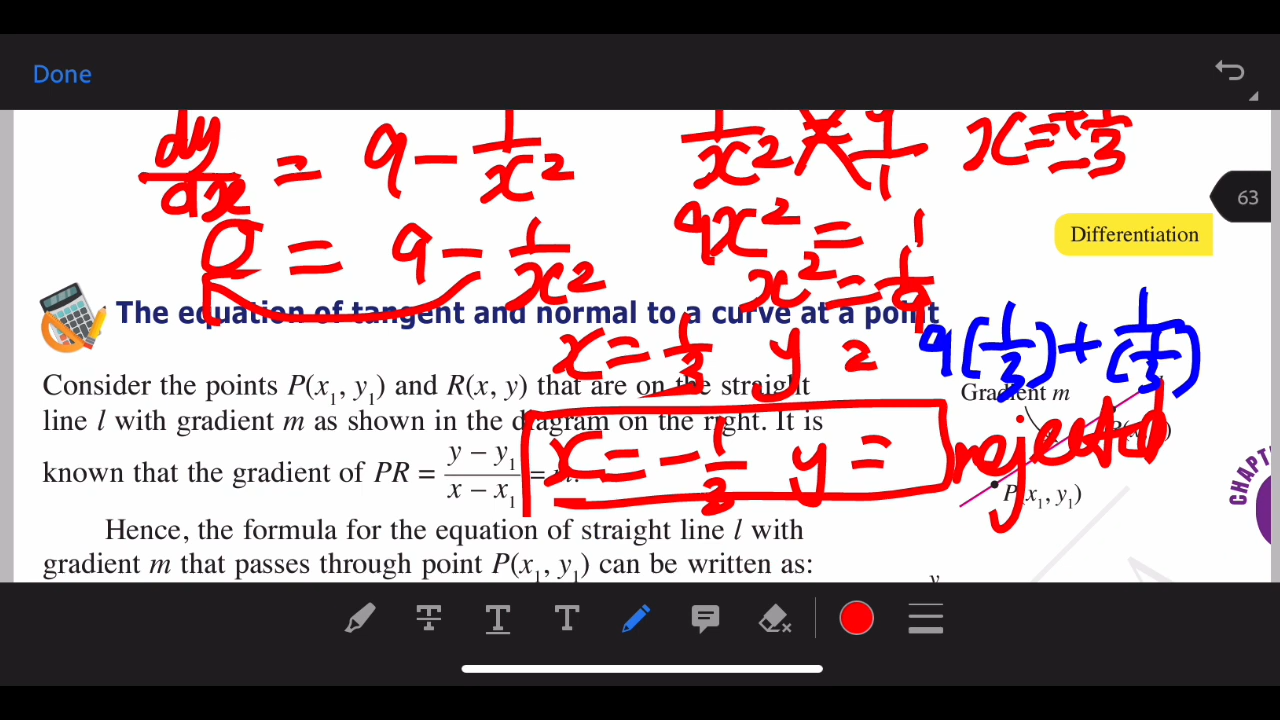 Done
dy/dx = 9 - 1/x² 1/x² 9/1 x = ± 1/3
0 = 9 - 1/x² 9x² = 1
x² = 1/9
63
Differentiation
The equation of tangent and normal to a curve at a point
x = 1/3 y = 9(1/3) + 1/(1/3)
Consider the points P(x₁, y₁) and R(x, y) that are on the straight
Gradient m
line l with gradient m as shown in the diagram on the right. It is
x = -1/3 y = rejected
known that the gradient of PR = y – y₁ / x – x₁ =
P(x₁, y₁)
Hence, the formula for the equation of straight line l with
gradient m that passes through point P(x₁, y₁) can be written as:
y
CHAPT
T T T